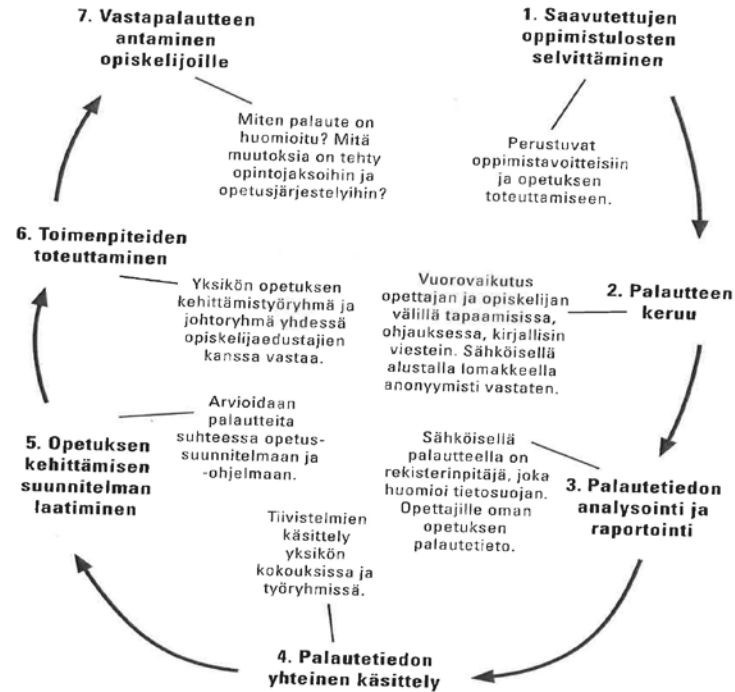 7. Vastapalautteen
antaminen
opiskelijoille
Miten palaute on
huomioitu? Mitä
muutoksia on tehty
opintojaksoihin ja
opetusjärjestelyihin?
1. Saavutettujen
oppimistulosten
selvittäminen
Perustuvat
oppimistavoitteisiin
ja opetuksen
toteuttamiseen.
2. Palautteen
keruu
Vuorovaikutus
opettajan ja opiskelijan
välillä tapaamisissa,
ohjauksessa, kirjallisin
viestein. Sähköisellä
alustalla lomakkeella
anonyymisti vastaten.
3. Palautetiedon
analysointi ja
raportointi
Sähköisellä
palautteella on
rekisterinpitäjä, joka
huomioi tietosuojan.
Opettajille oman
opetuksen
palautetieto.
4. Palautetiedon
yhteinen käsittely
Tiivistelmien
käsittely
yksikön
kokouksissa ja
työryhmissä.
5. Opetuksen
kehittämisen
suunnitelman
laatiminen
Arvioidaan
palautteita
suhteessa opetus-
suunnitelmaan ja
-ohjelmaan.
6. Toimenpiteiden
toteuttaminen
Yksikön opetuksen
kehittämistyöryhmä ja
johtoryhmä yhdessä
opiskelijaedustajien
kanssa vastaa.